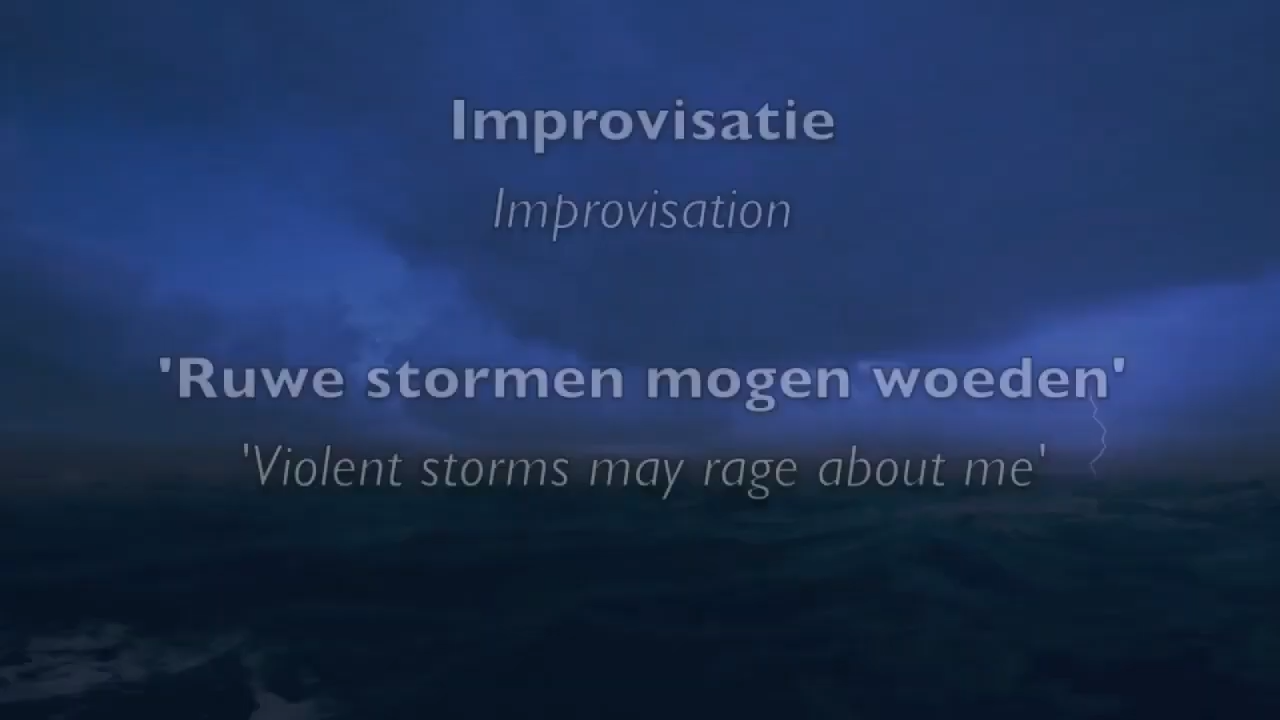 Improvisatie
Improvisation
'Ruwe stormen mogen woeden'
'Violent storms may rage about me'